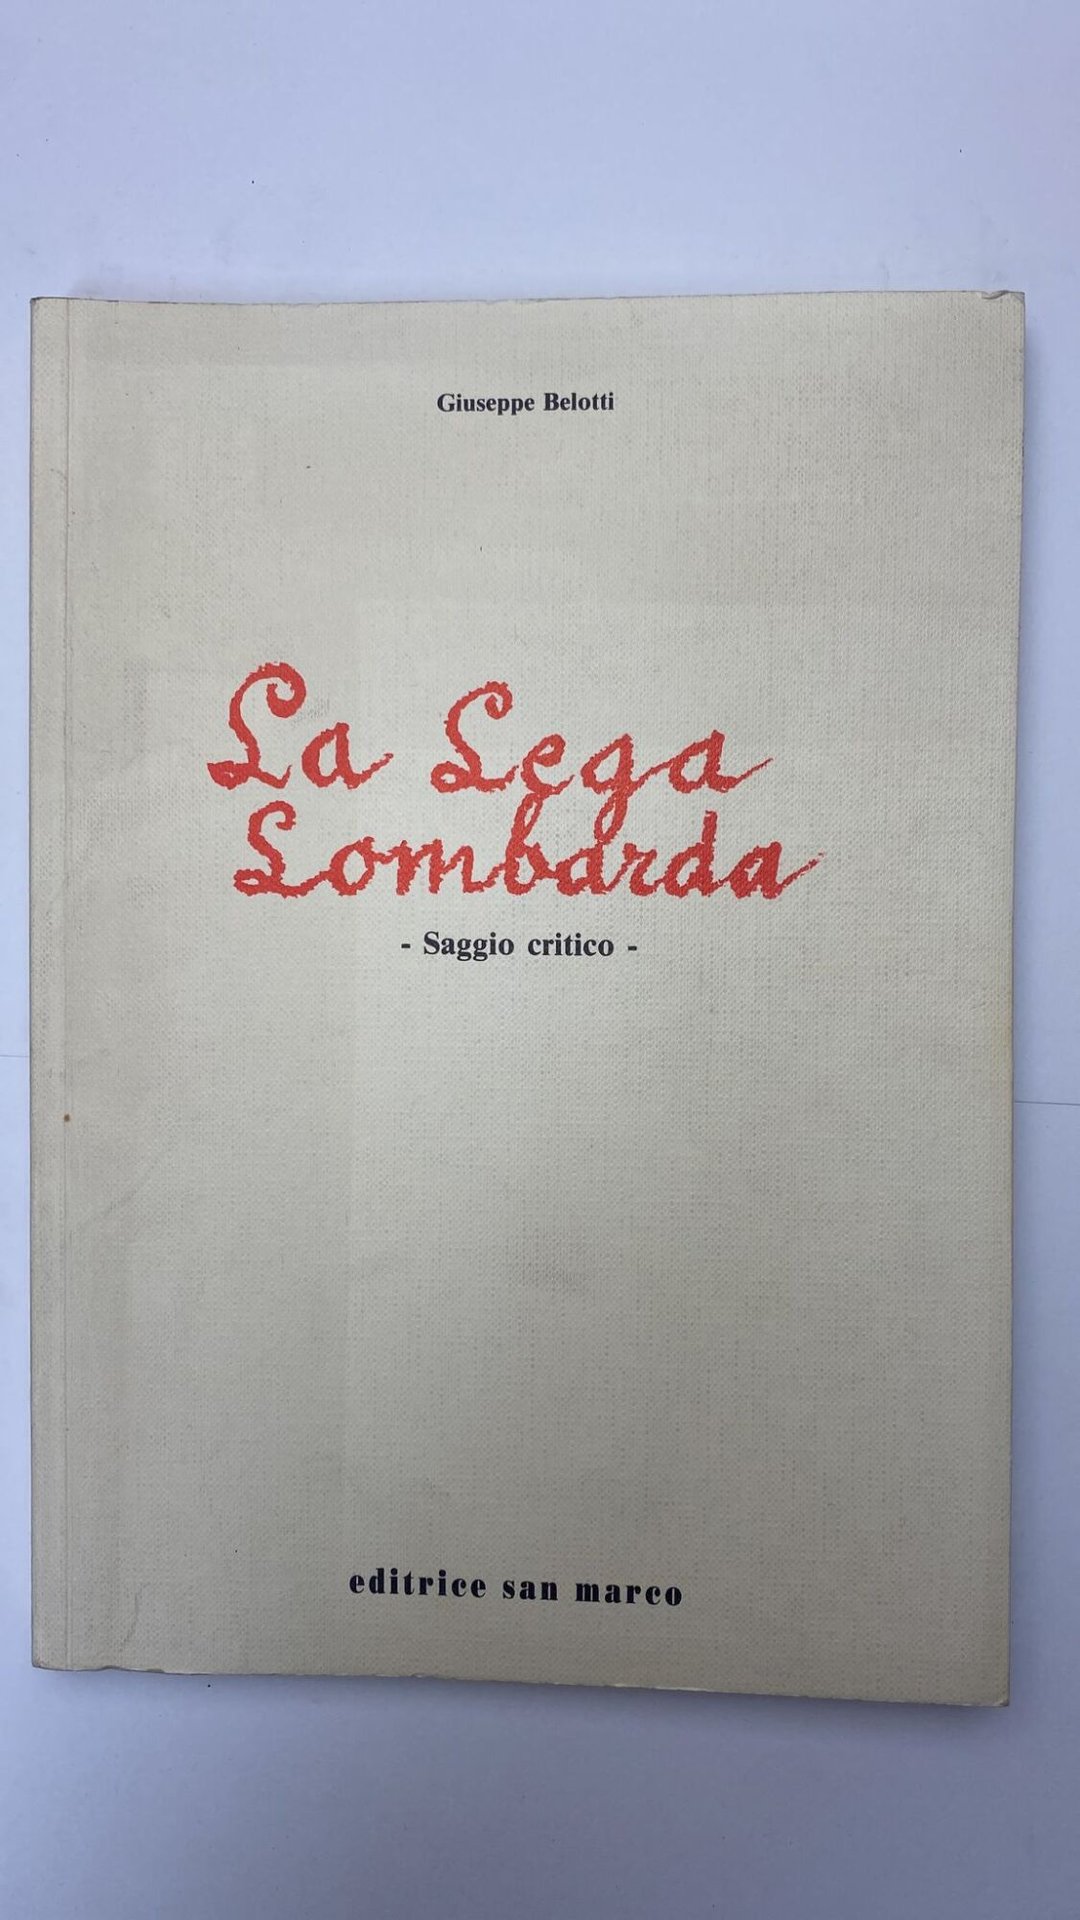 Giuseppe Belotti
La Lega
Lombarda
- Saggio critico -
editrice san marco